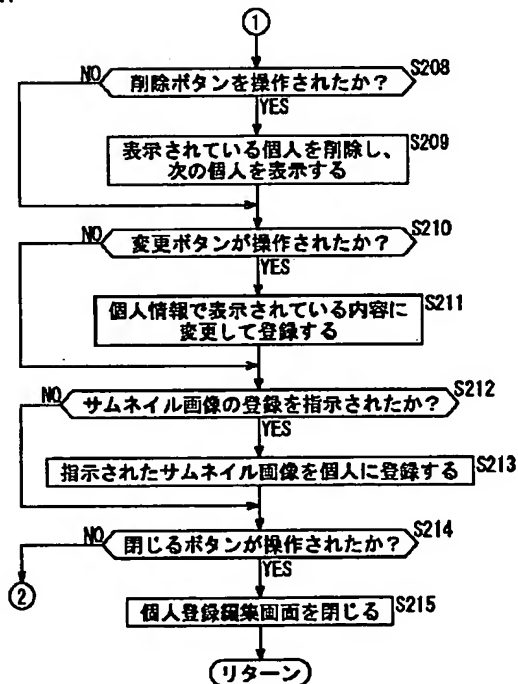 ①
削除ボタンを操作されたか？ S208
NO
YES
表示されている個人を削除し、 S209
次の個人を表示する
変更ボタンが操作されたか？ S210
NO
YES
個人情報で表示されている内容に S211
変更して登録する
サムネイル画像の登録を指示されたか？ S212
NO
YES
指示されたサムネイル画像を個人に登録する S213
閉じるボタンが操作されたか？ S214
NO
YES
②
個人登録編集画面を閉じる S215
リターン